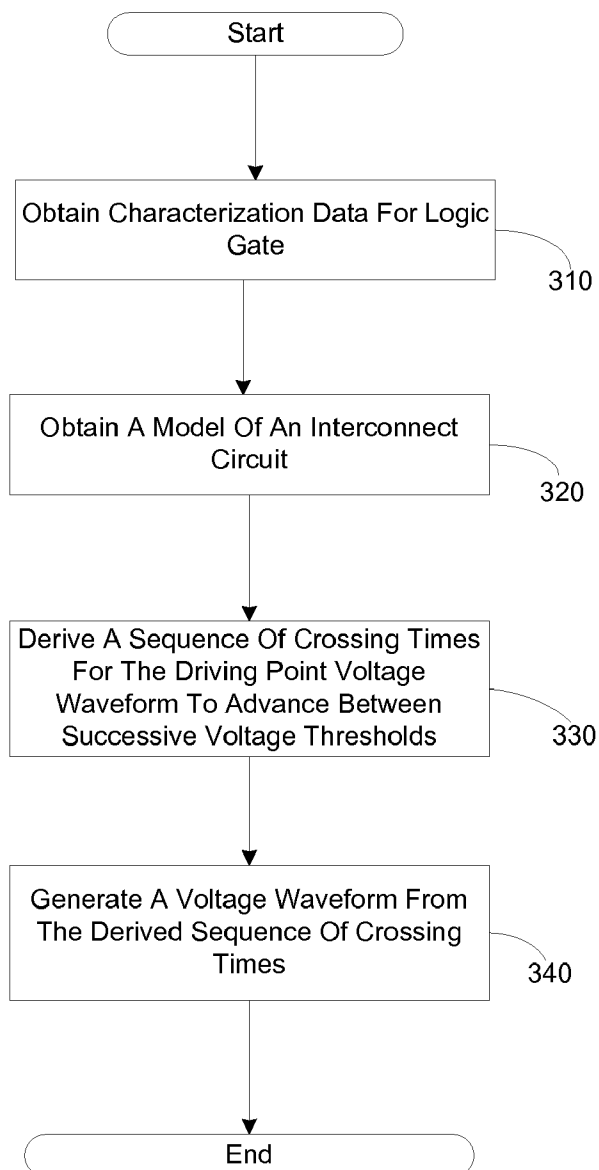 Start
Obtain Characterization Data For Logic
Gate
310
Obtain A Model Of An Interconnect
Circuit
320
Derive A Sequence Of Crossing Times
For The Driving Point Voltage
Waveform To Advance Between
Successive Voltage Thresholds
330
Generate A Voltage Waveform From
The Derived Sequence Of Crossing
Times
340
End